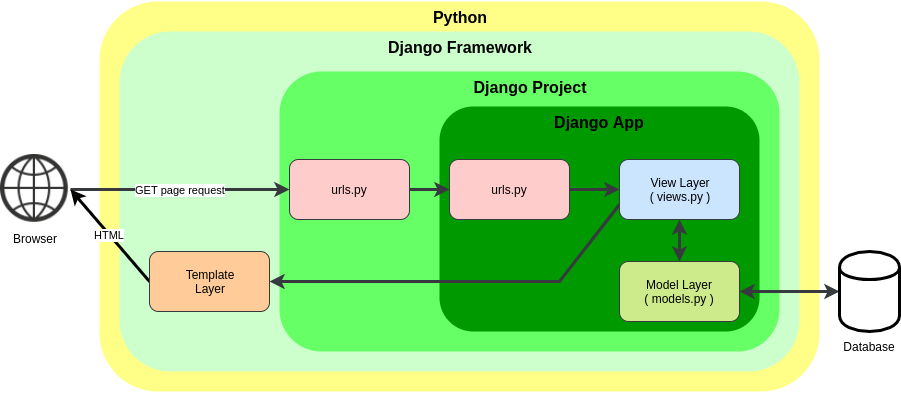 Python
Django Framework
Django Project
Django App
GET page request
urls.py
urls.py
View Layer
( views.py )
Browser
HTML
Template
Layer
Model Layer
( models.py )
Database